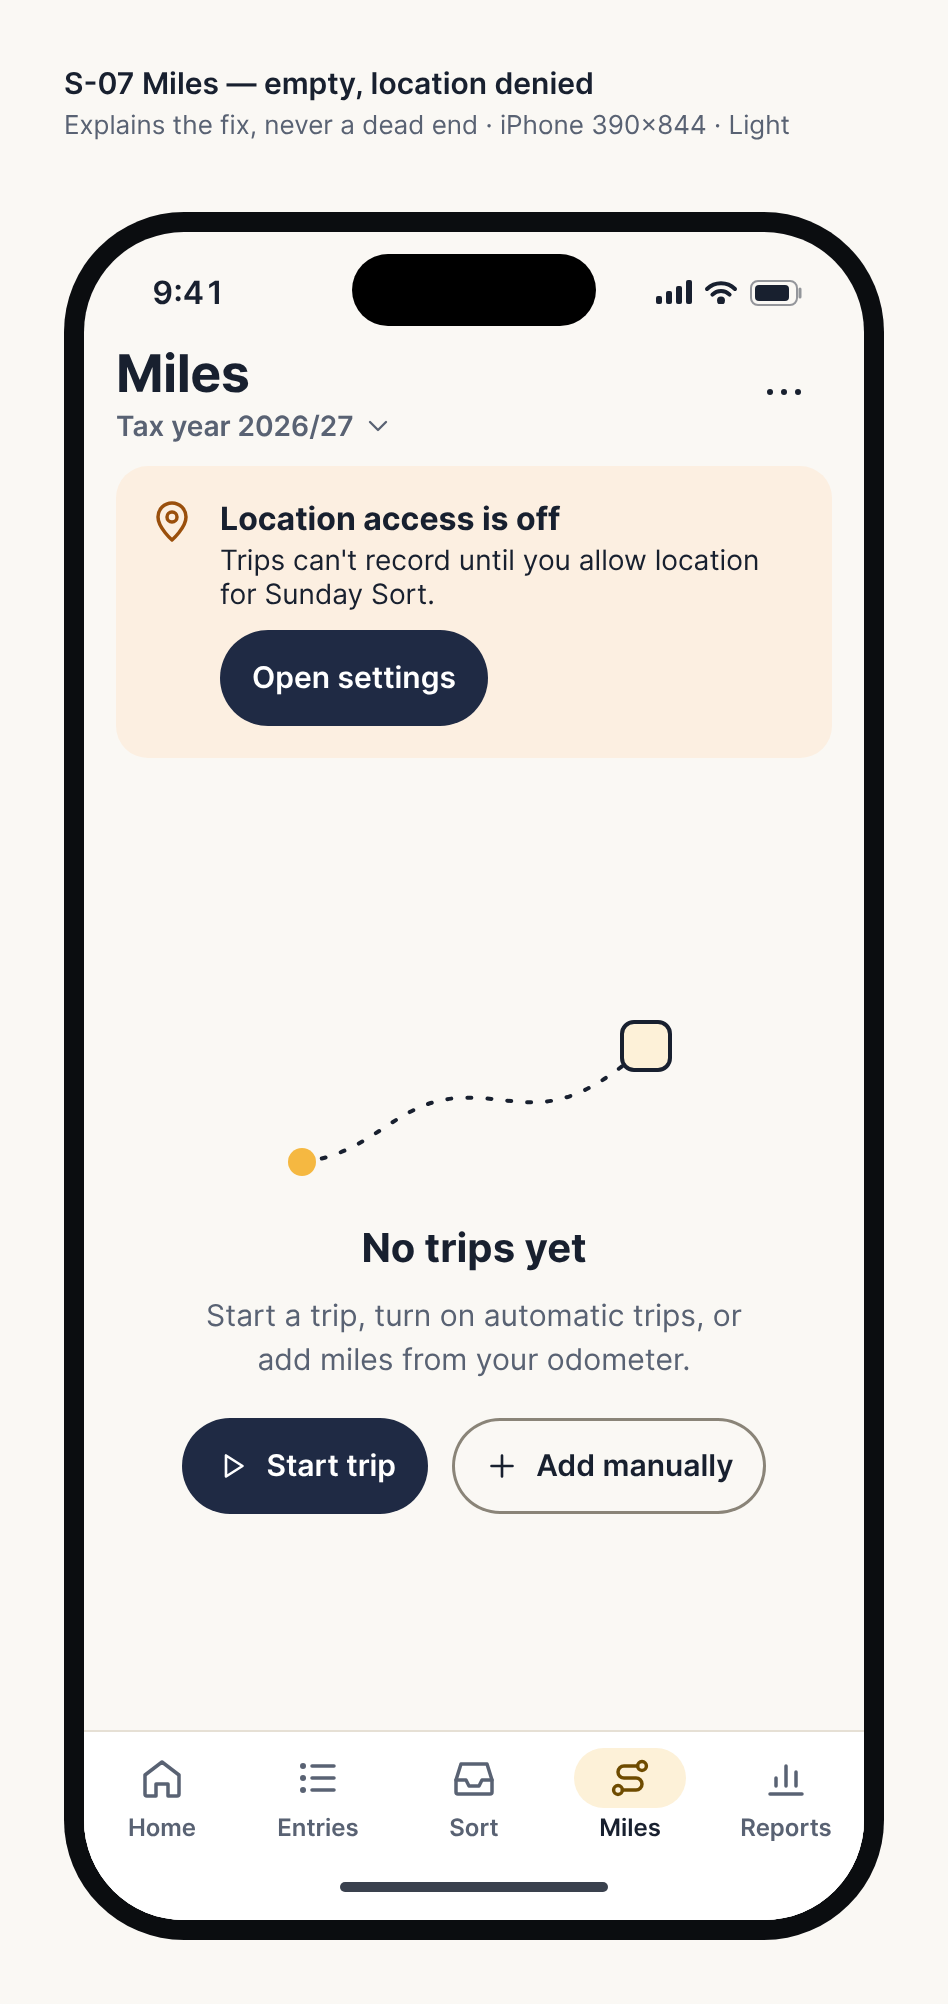 S-07 Miles — empty, location denied
Explains the fix, never a dead end · iPhone 390×844 · Light
9:41
Miles
Tax year 2026/27
Location access is off
Trips can't record until you allow location
for Sunday Sort.
Open settings
No trips yet
Start a trip, turn on automatic trips, or
add miles from your odometer.
Start trip
Add manually
Home
Entries
Sort
Miles
Reports